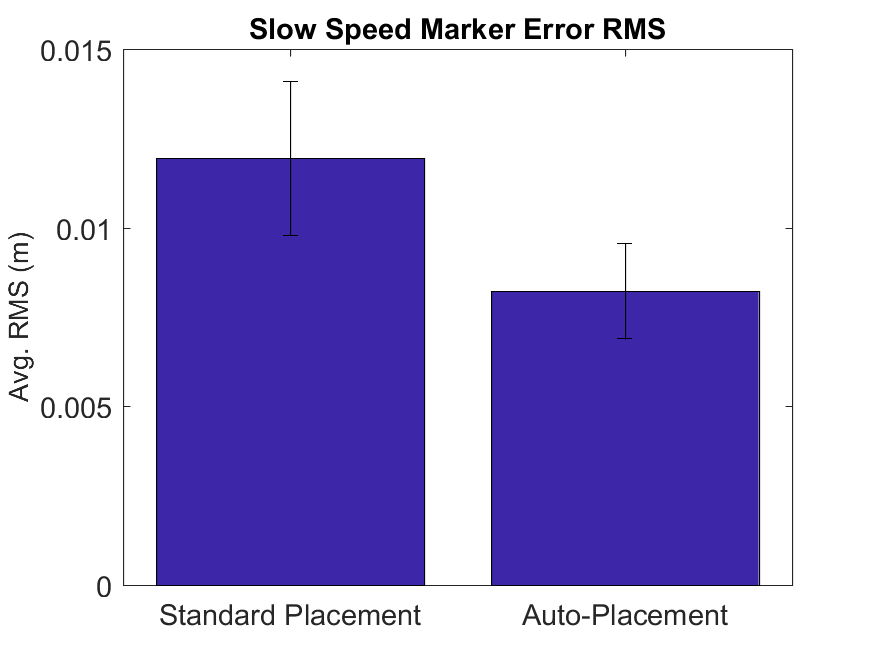 Slow Speed Marker Error RMS
0.015
0.01
0.005
0
Avg. RMS (m)
Standard Placement
Auto-Placement